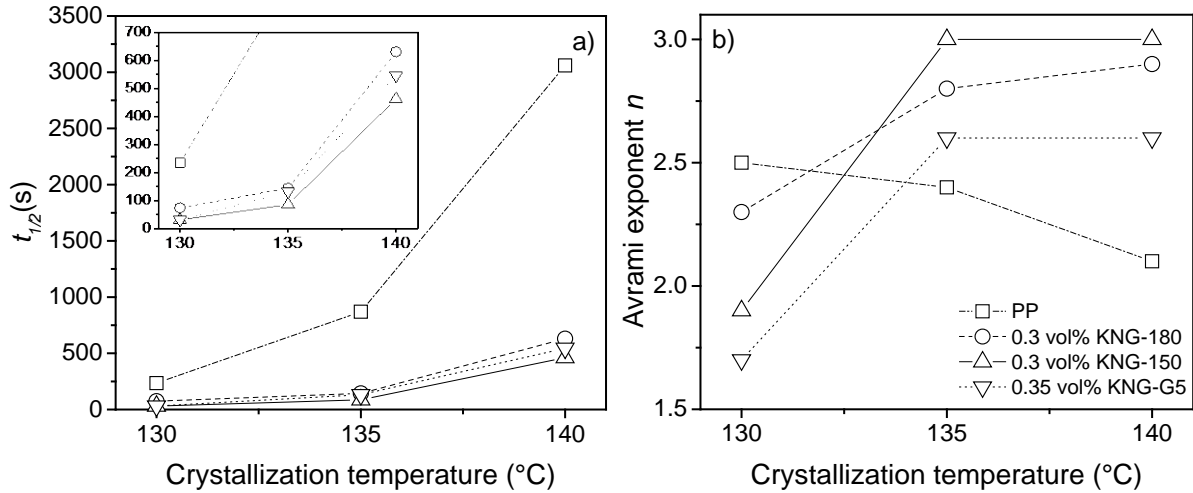 3500
3000
2500
2000
1500
1000
500
0
t1/2(s)
130
135
140
Crystallization temperature (°C)
a)
700
600
500
400
300
200
100
0
130
135
140
b)
3.0
2.5
2.0
1.5
Avrami exponent n
130
135
140
Crystallization temperature (°C)
PP
0.3 vol% KNG-180
0.3 vol% KNG-150
0.35 vol% KNG-G5